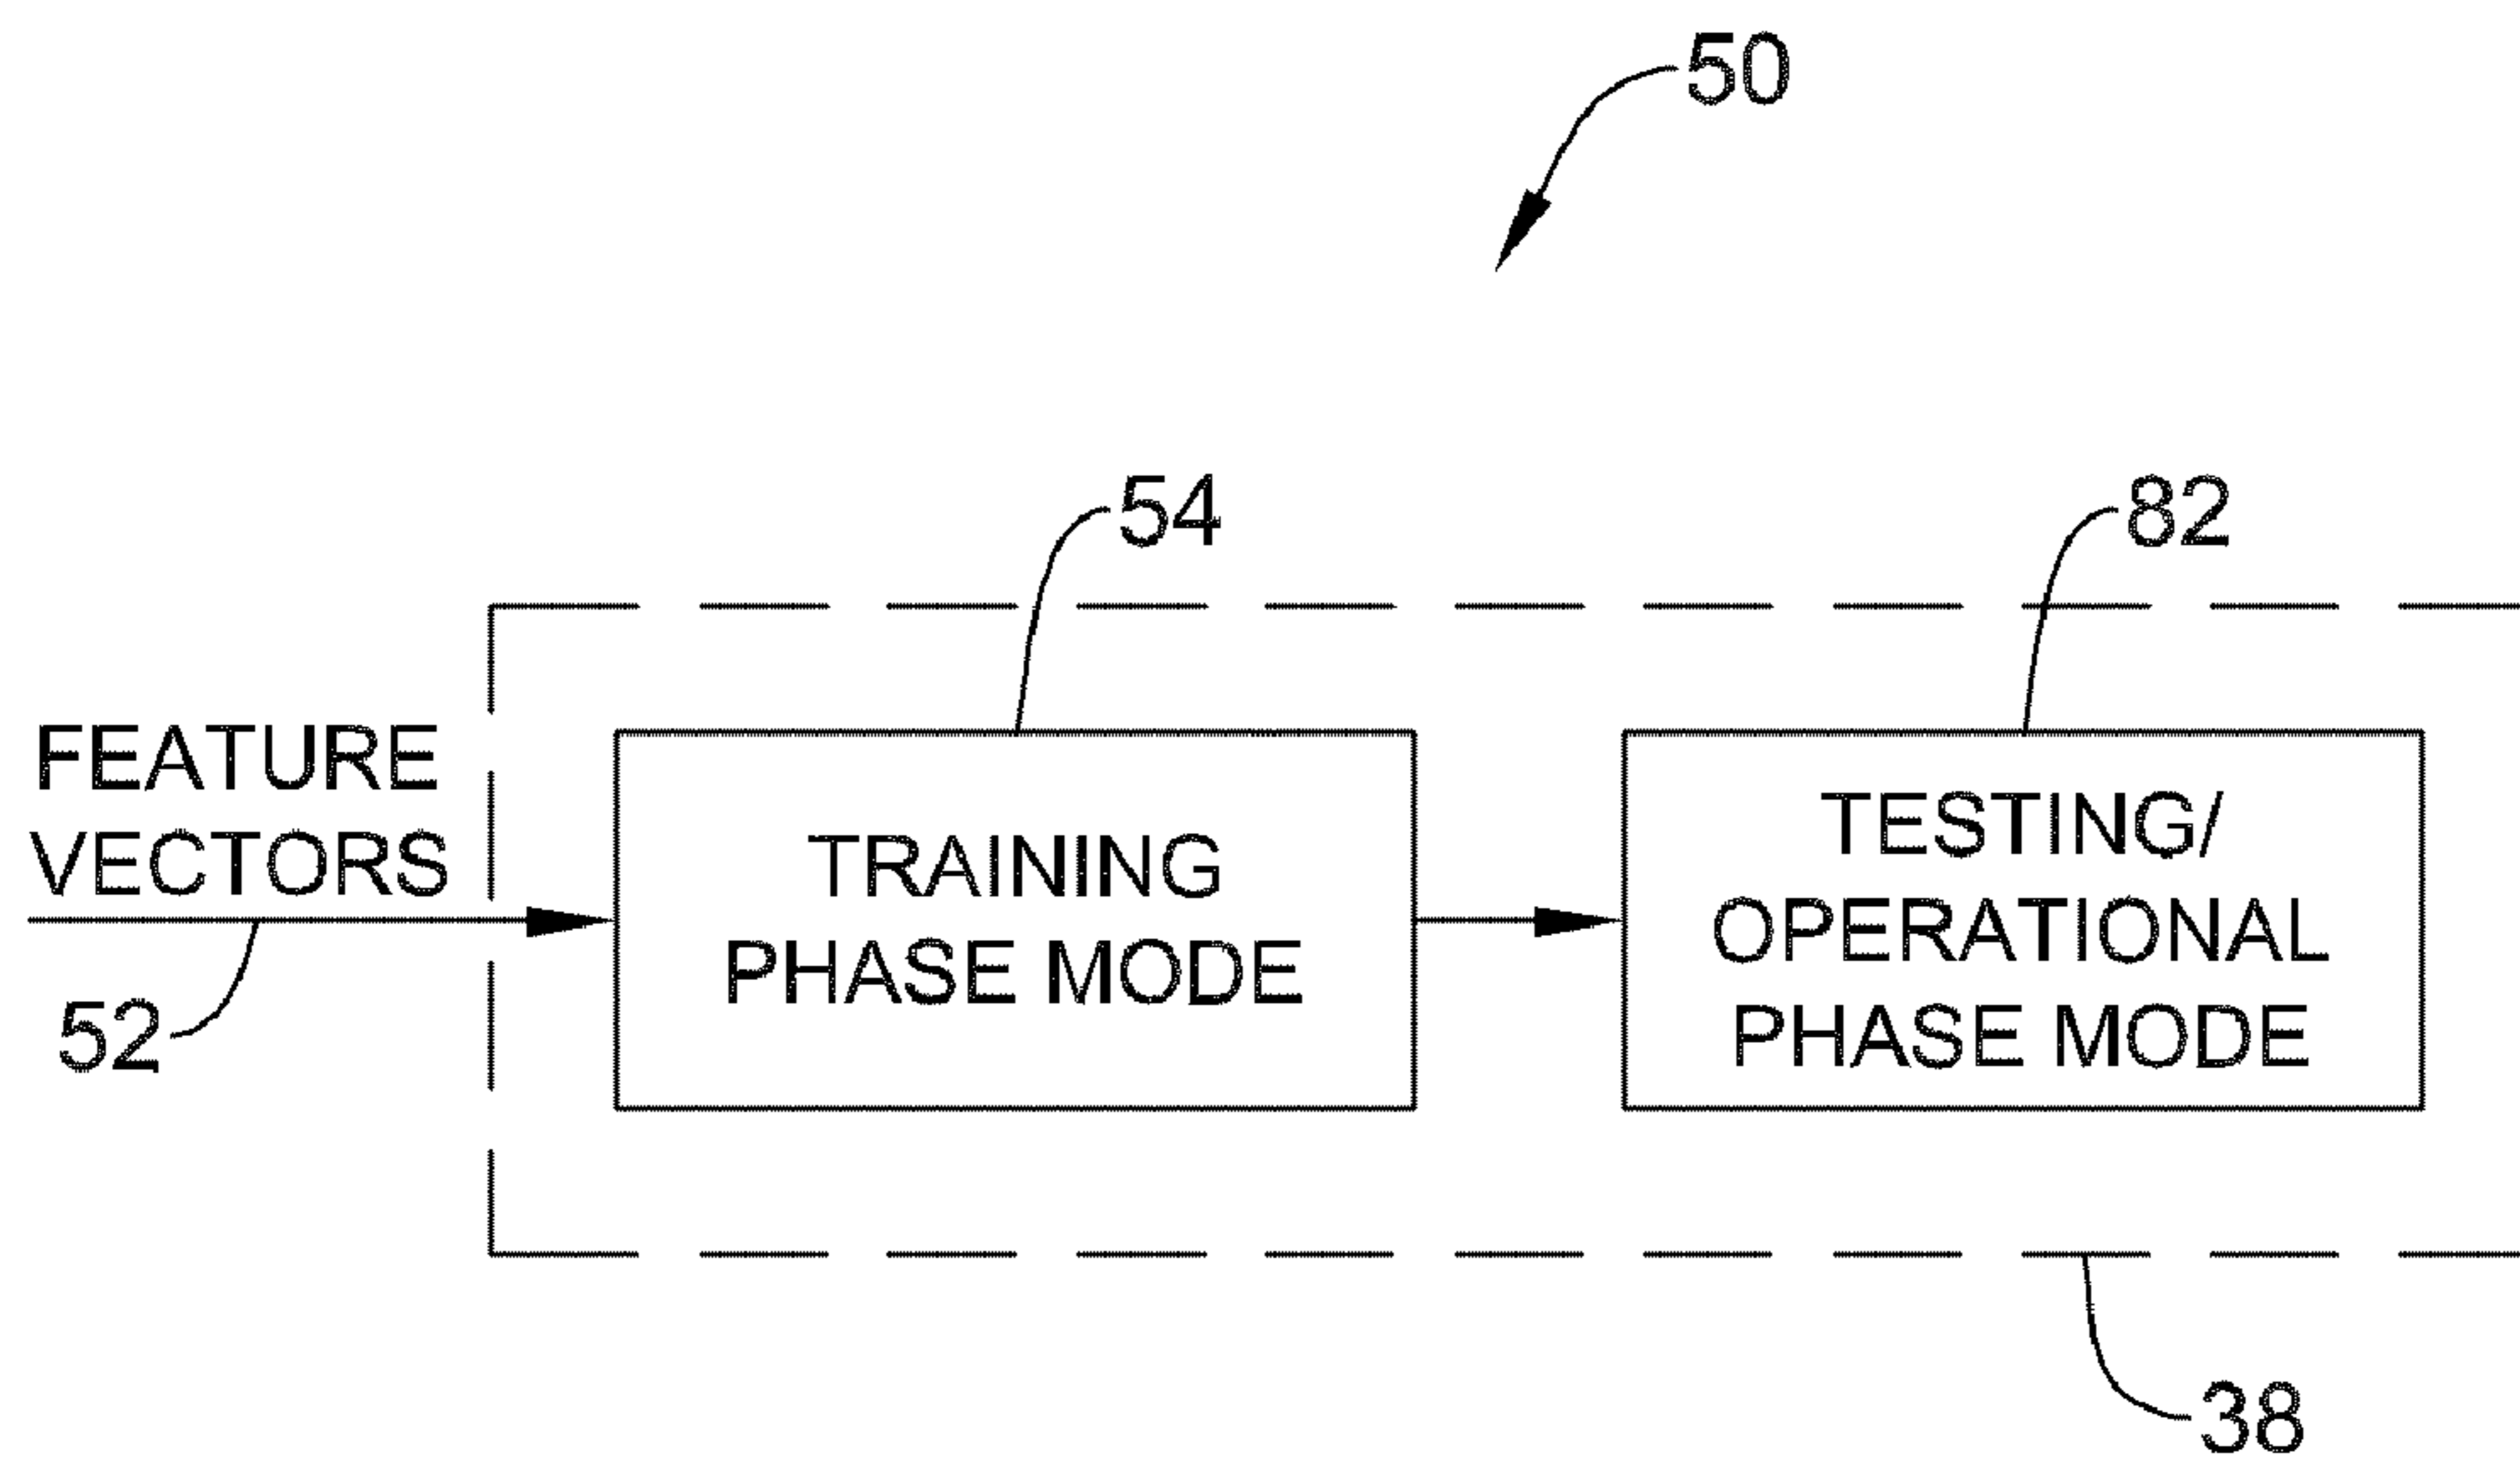 50
54
82
FEATURE
VECTORS
52
TRAINING
PHASE MODE
TESTING/
OPERATIONAL
PHASE MODE
38